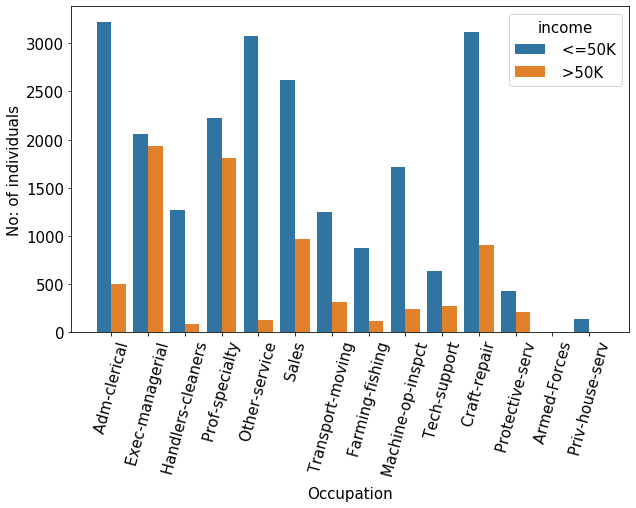 income
<=50K
>50K
No: of individuals
3000
2500
2000
1500
1000
500
0
Adm-clerical
Exec-managerial
Handlers-cleaners
Prof-specialty
Other-service
Sales
Transport-moving
Farming-fishing
Machine-op-inspct
Tech-support
Craft-repair
Protective-serv
Armed-Forces
Priv-house-serv
Occupation